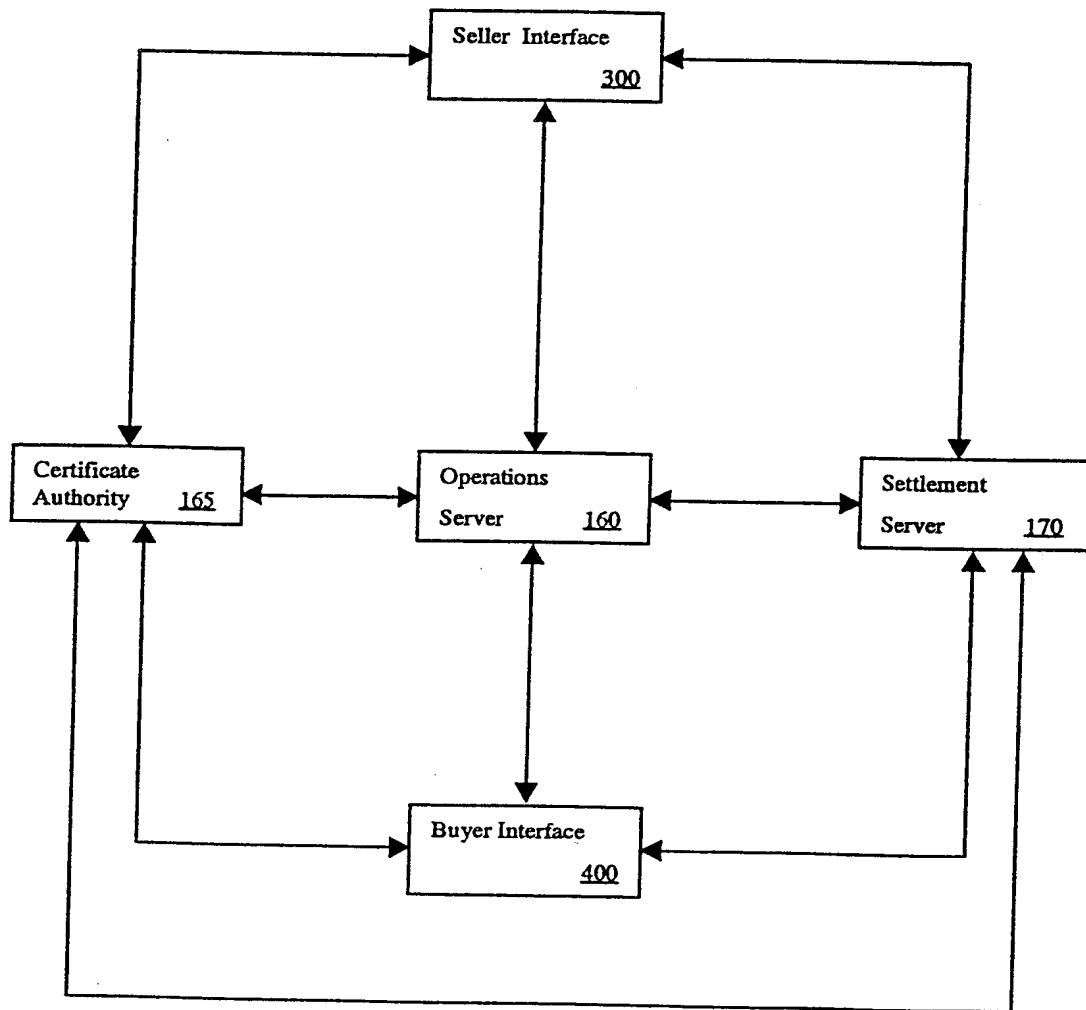 Seller Interface
300
Certificate
Authority 165
Operations
Server 160
Settlement
Server 170
Buyer Interface
400